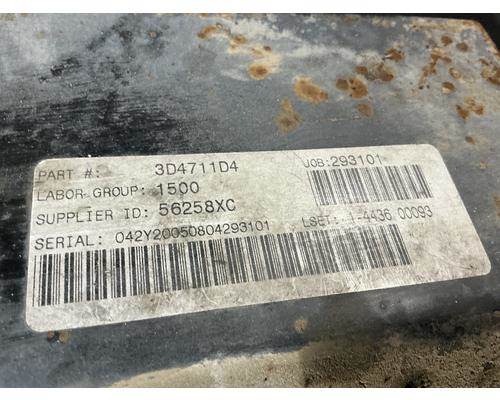 PART #: 3D4711D4
JOB:293101
LABOR GROUP: 1500
SUPPLIER ID: 56258XC
SERIAL: 042Y20050804293101
LSET: 1-4436 00093